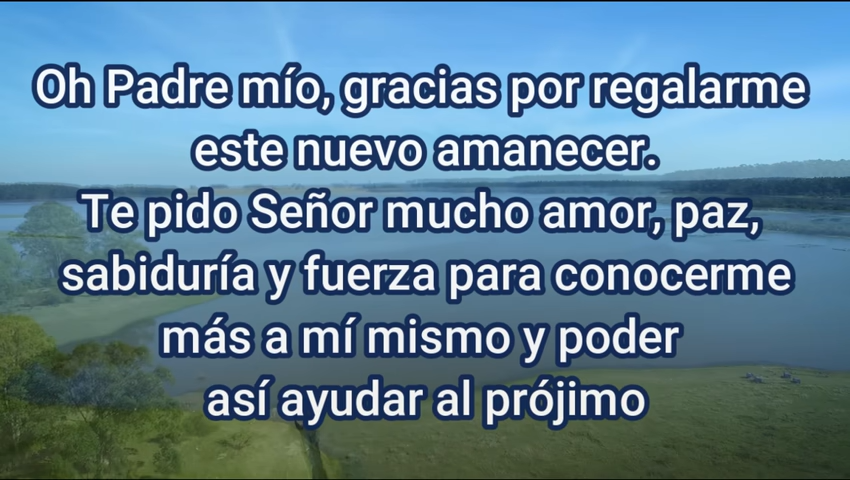 Oh Padre mío, gracias por regalarme
este nuevo amanecer.
Te pido Señor mucho amor, paz,
sabiduría y fuerza para conocerme
más a mí mismo y poder
así ayudar al prójimo